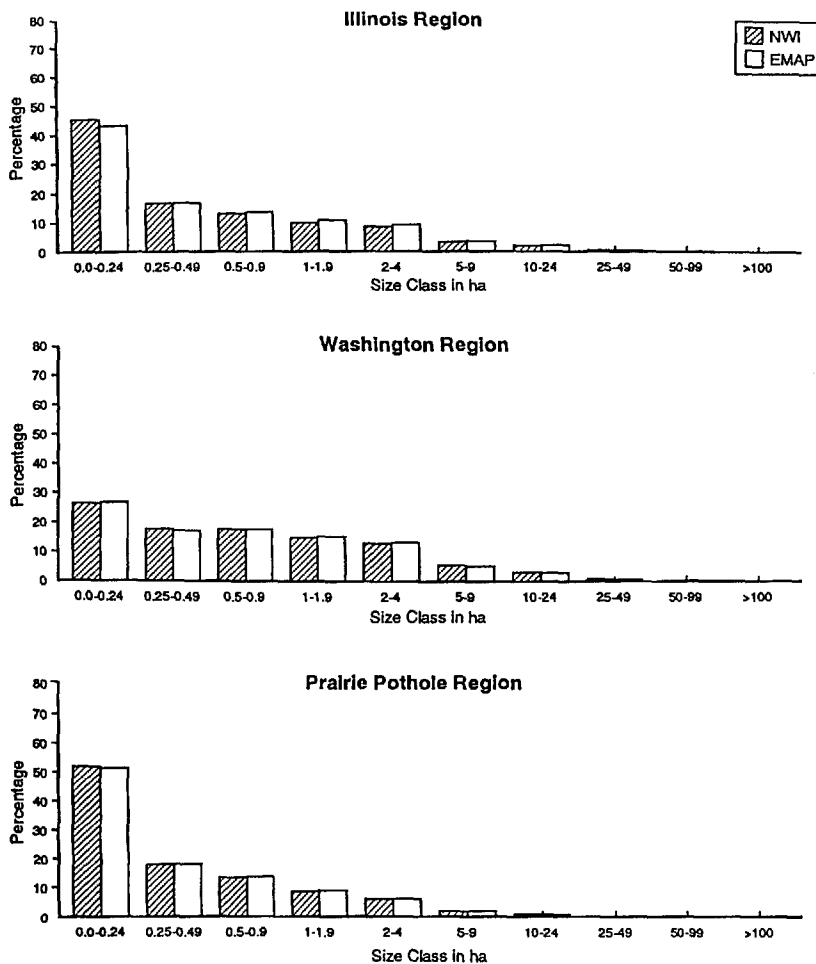 Illinois Region
NWI
EMAP
80
70
60
50
40
30
20
10
0
Percentage
0.0-0.24 0.25-0.49 0.5-0.9 1-1.9 2-4 5-9 10-24 25-49 50-99 >100
Size Class in ha
Washington Region
80
70
60
50
40
30
20
10
0
Percentage
0.0-0.24 0.25-0.49 0.5-0.9 1-1.9 2-4 5-9 10-24 25-49 50-99 >100
Size Class in ha
Prairie Pothole Region
80
70
60
50
40
30
20
10
0
Percentage
0.0-0.24 0.25-0.49 0.5-0.9 1-1.9 2-4 5-9 10-24 25-49 50-99 >100
Size Class in ha